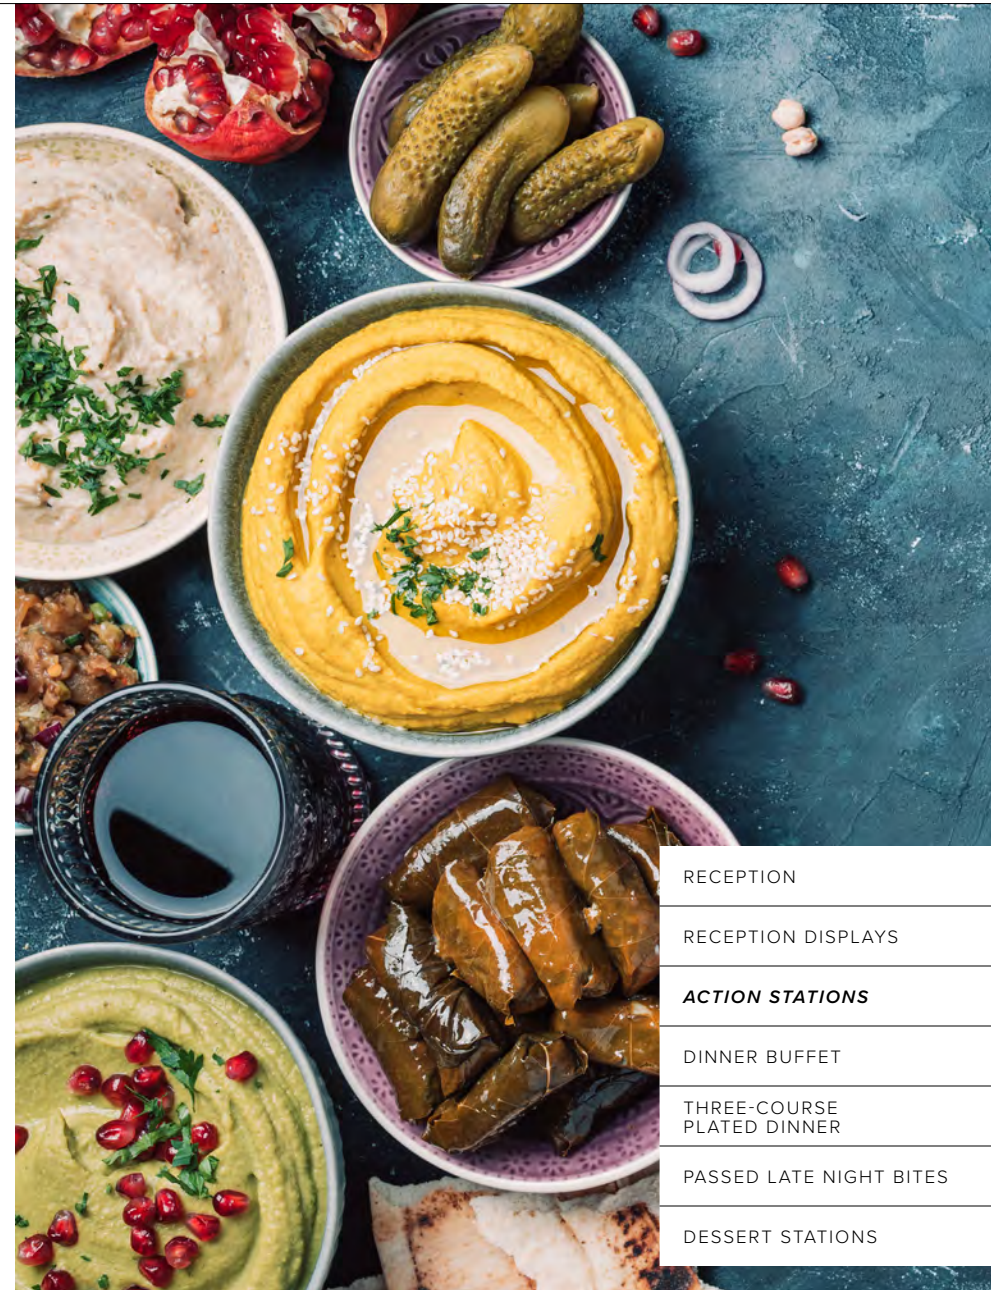 RECEPTION
RECEPTION DISPLAYS
ACTION STATIONS
DINNER BUFFET
THREE-COURSE
PLATED DINNER
PASSED LATE NIGHT BITES
DESSERT STATIONS